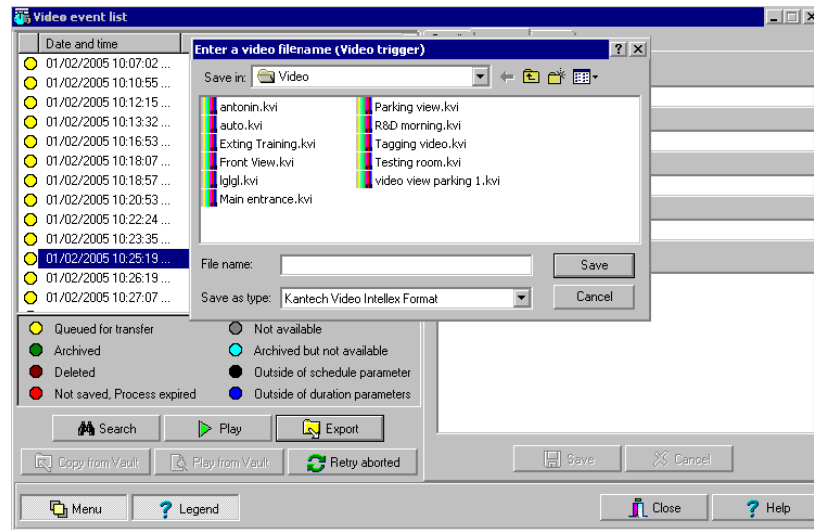 Video event list
Date and time
01/02/2005 10:07:02 ...
01/02/2005 10:10:55 ...
01/02/2005 10:12:15 ...
01/02/2005 10:13:32 ...
01/02/2005 10:16:53 ...
01/02/2005 10:18:07 ...
01/02/2005 10:18:57 ...
01/02/2005 10:20:53 ...
01/02/2005 10:22:24 ...
01/02/2005 10:23:35 ...
01/02/2005 10:25:19 ...
01/02/2005 10:26:19 ...
01/02/2005 10:27:07 ...
Enter a video filename (Video trigger)
Save in: Video
antonin.kvi
auto.kvi
Exting Training.kvi
Front View.kvi
lglgl.kvi
Main entrance.kvi
Parking view.kvi
R&D morning.kvi
Tagging video.kvi
Testing room.kvi
video view parking 1.kvi
File name:
Save
Save as type: Kantech Video Intellex Format
Cancel
Queued for transfer
Not available
Archived
Archived but not available
Deleted
Outside of schedule parameter
Not saved, Process expired
Outside of duration parameters
Search
Play
Export
Copy from Vault
Play from Vault
Retry aborted
Save
Cancel
Menu
Legend
Close
Help